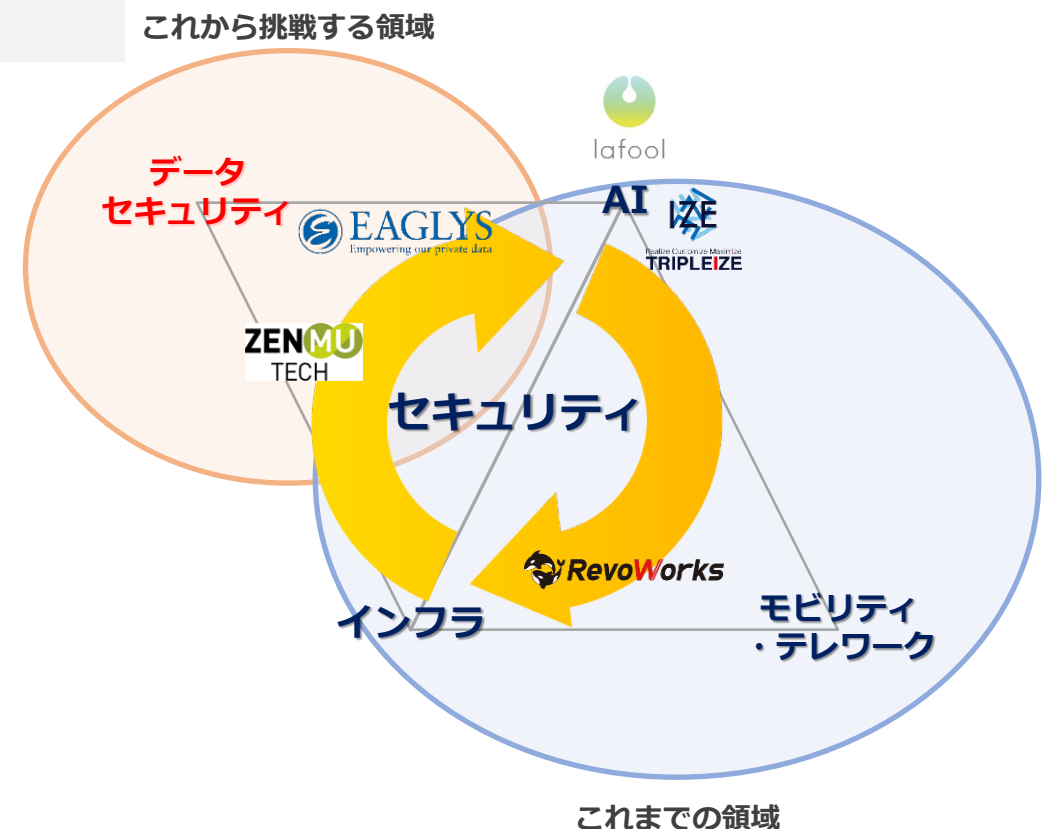 これから挑戦する領域
lafool
データ
セキュリティ
AI
IZE
Realize Customize Maximize
TRIPLEIZE
EAGLYS
Empowering our private data
ZENMU
TECH
セキュリティ
RevoWorks
インフラ
モビリティ
・テレワーク
これまでの領域